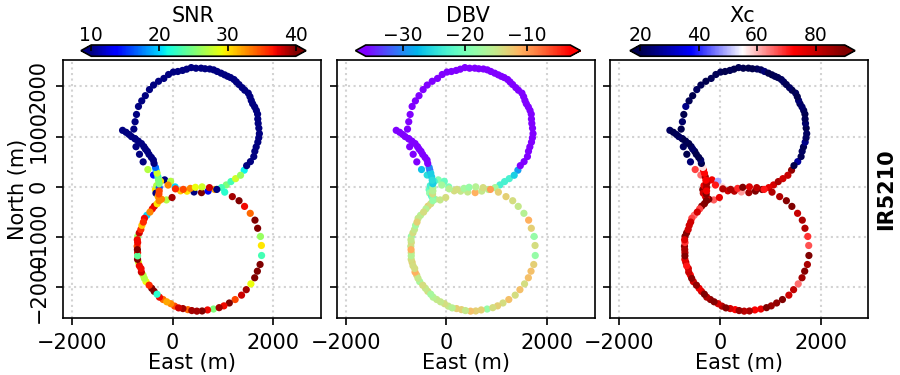 SNR
10 20 30 40
DBV
−30 −20 −10
Xc
20 40 60 80
North (m)
2000
1000
0
−1000
−2000
−2000 0 2000
East (m)
−2000 0 2000
East (m)
−2000 0 2000
East (m)
IR5210